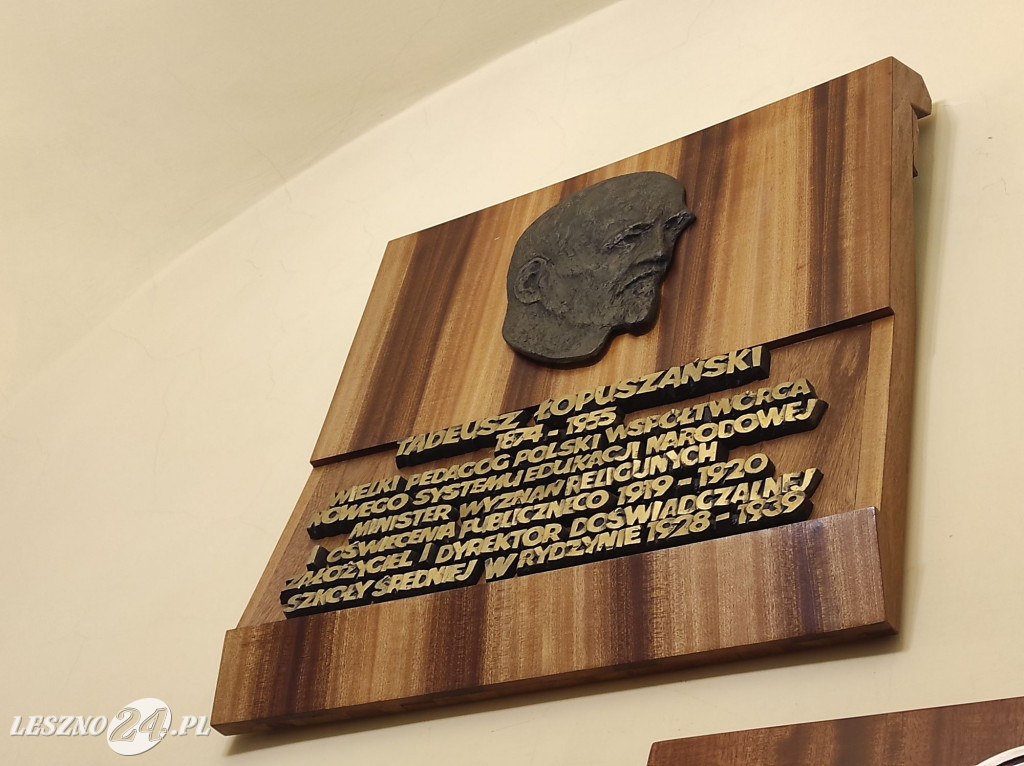 TADEUSZ ŁOPUSZAŃSKI
1874 - 1955
WIELKI PEDAGOG POLSKI WSPÓŁTWÓRCA
NOWEGO SYSTEMU EDUKACJI NARODOWEJ
MINISTER WYZNAŃ RELIGIJNYCH
I OŚWIECENIA PUBLICZNEGO 1919 - 1920
ZAŁOŻYCIEL I DYREKTOR DOŚWIADCZALNEJ
SZKOŁY ŚREDNIEJ W RYDZYNIE 1928 - 1939
LESZNO24.PL